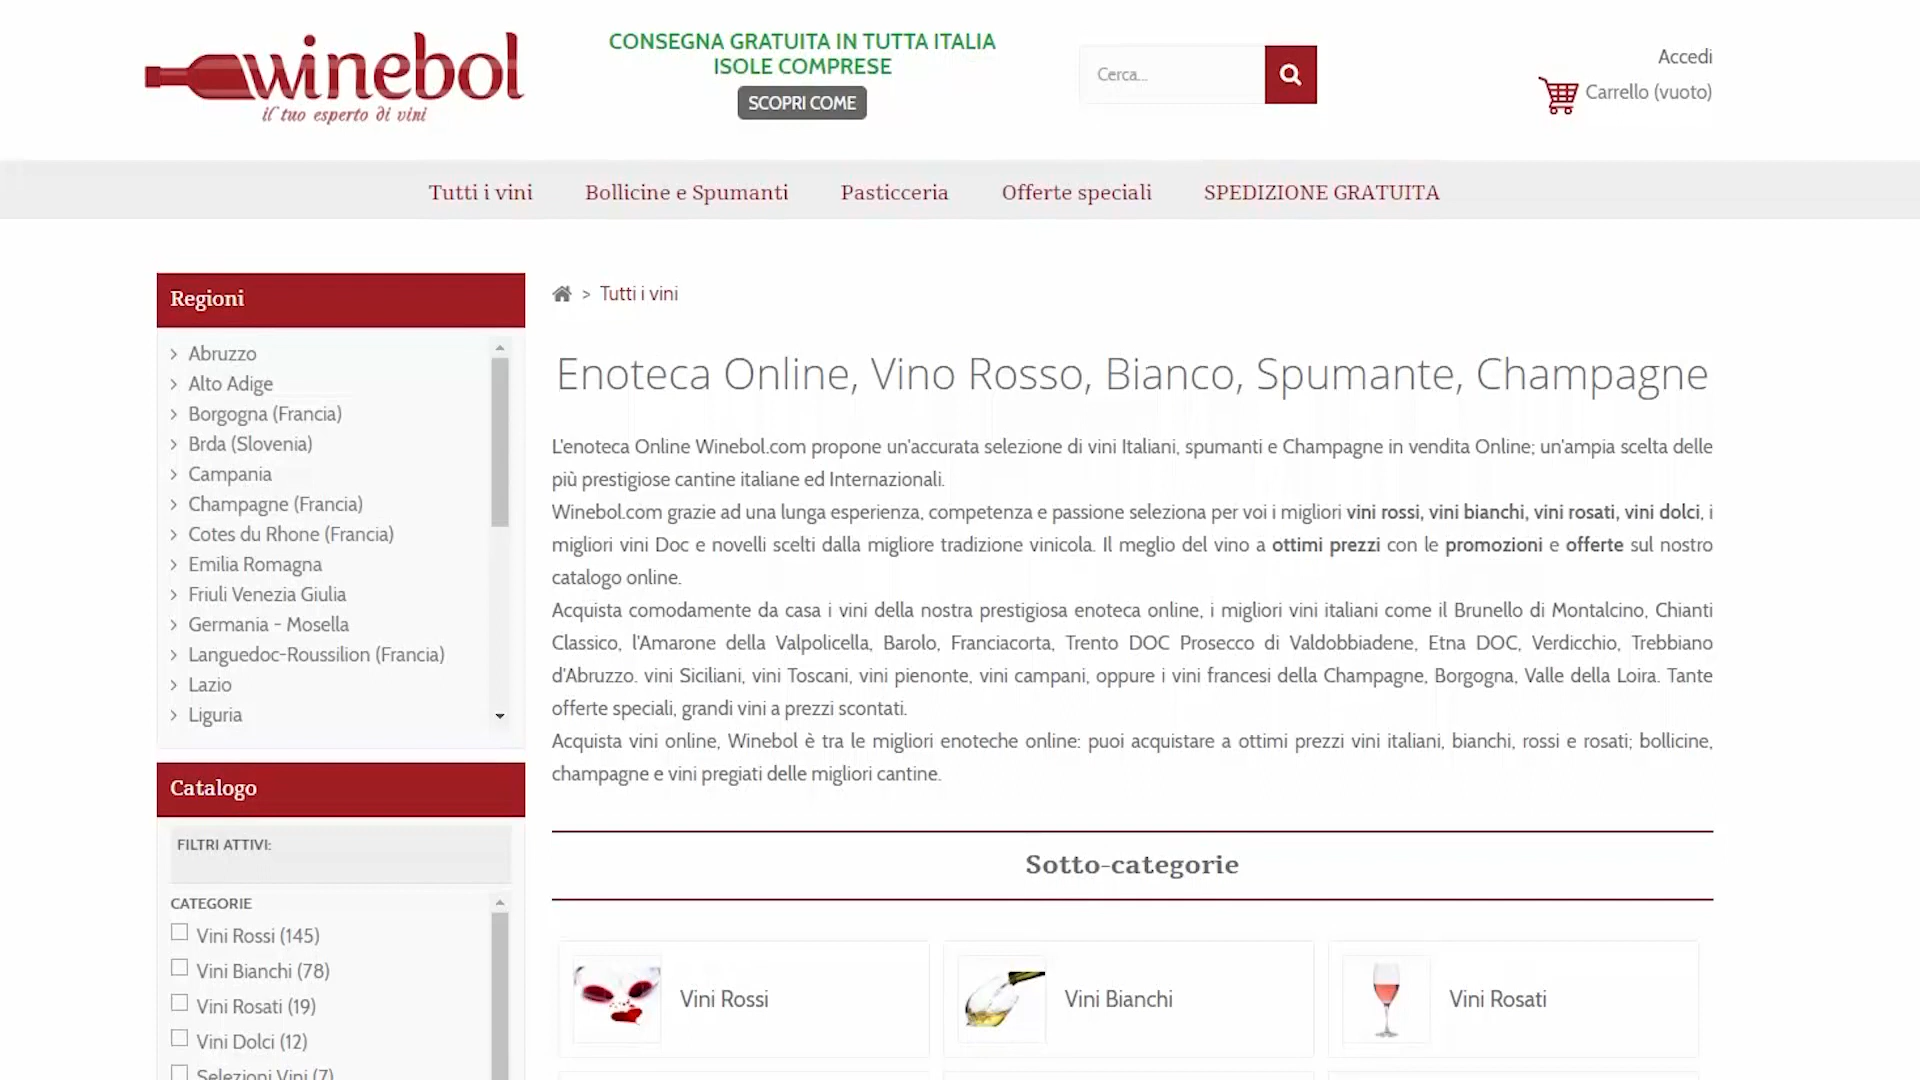 winebol
il tuo esperto di vini
CONSEGNA GRATUITA IN TUTTA ITALIA
ISOLE COMPRESE
SCOPRI COME
Cerca...
Accedi
Carrello (vuoto)
Tutti i vini
Bollicine e Spumanti
Pasticceria
Offerte speciali
SPEDIZIONE GRATUITA
Regioni
Abruzzo
Alto Adige
Borgogna (Francia)
Brda (Slovenia)
Campania
Champagne (Francia)
Cotes du Rhone (Francia)
Emilia Romagna
Friuli Venezia Giulia
Germania - Mosella
Languedoc-Roussilion (Francia)
Lazio
Liguria
Catalogo
FILTRI ATTIVI:
CATEGORIE
Vini Rossi (145)
Vini Bianchi (78)
Vini Rosati (19)
Vini Dolci (12)
Selezioni Vini (7)
> Tutti i vini
Enoteca Online, Vino Rosso, Bianco, Spumante, Champagne
L'enoteca Online Winebol.com propone un'accurata selezione di vini Italiani, spumanti e Champagne in vendita Online; un'ampia scelta delle
più prestigiose cantine italiane ed Internazionali.
Winebol.com grazie ad una lunga esperienza, competenza e passione seleziona per voi i migliori vini rossi, vini bianchi, vini rosati, vini dolci, i
migliori vini Doc e novelli scelti dalla migliore tradizione vinicola. Il meglio del vino a ottimi prezzi con le promozioni e offerte sul nostro
catalogo online.
Acquista comodamente da casa i vini della nostra prestigiosa enoteca online, i migliori vini italiani come il Brunello di Montalcino, Chianti
Classico, l'Amarone della Valpolicella, Barolo, Franciacorta, Trento DOC Prosecco di Valdobbiadene, Etna DOC, Verdicchio, Trebbiano
d'Abruzzo. vini Siciliani, vini Toscani, vini pienonte, vini campani, oppure i vini francesi della Champagne, Borgogna, Valle della Loira. Tante
offerte speciali, grandi vini a prezzi scontati.
Acquista vini online, Winebol è tra le migliori enoteche online: puoi acquistare a ottimi prezzi vini italiani, bianchi, rossi e rosati; bollicine,
champagne e vini pregiati delle migliori cantine.
Sotto-categorie
Vini Rossi
Vini Bianchi
Vini Rosati